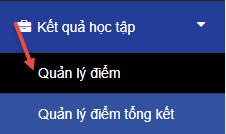 Kết quả học tập
Quản lý điểm
Quản lý điểm tổng kết